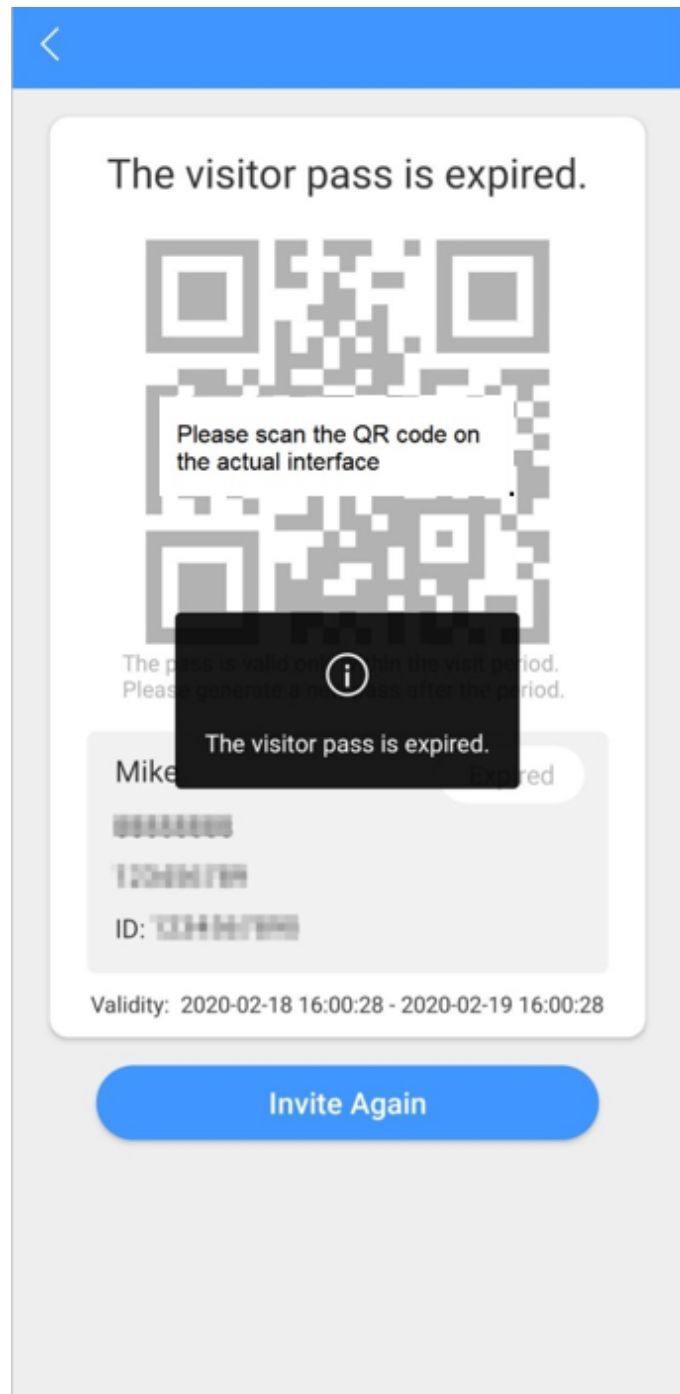 The visitor pass is expired.
Please scan the QR code on
the actual interface
The pass is valid only within the visit period.
Please generate a new pass after the period.
The visitor pass is expired.
Mike
Expired
ID:
Validity: 2020-02-18 16:00:28 - 2020-02-19 16:00:28
Invite Again